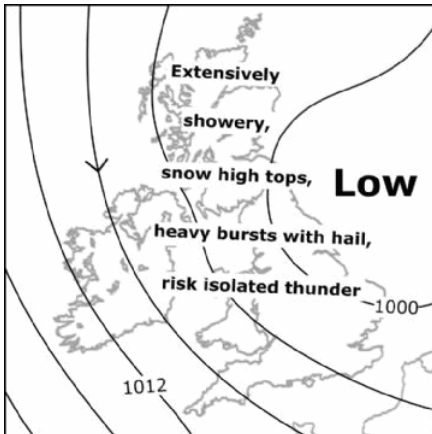 Extensively
showery,
snow high tops,
Low
heavy bursts with hail,
risk isolated thunder
1000
1012